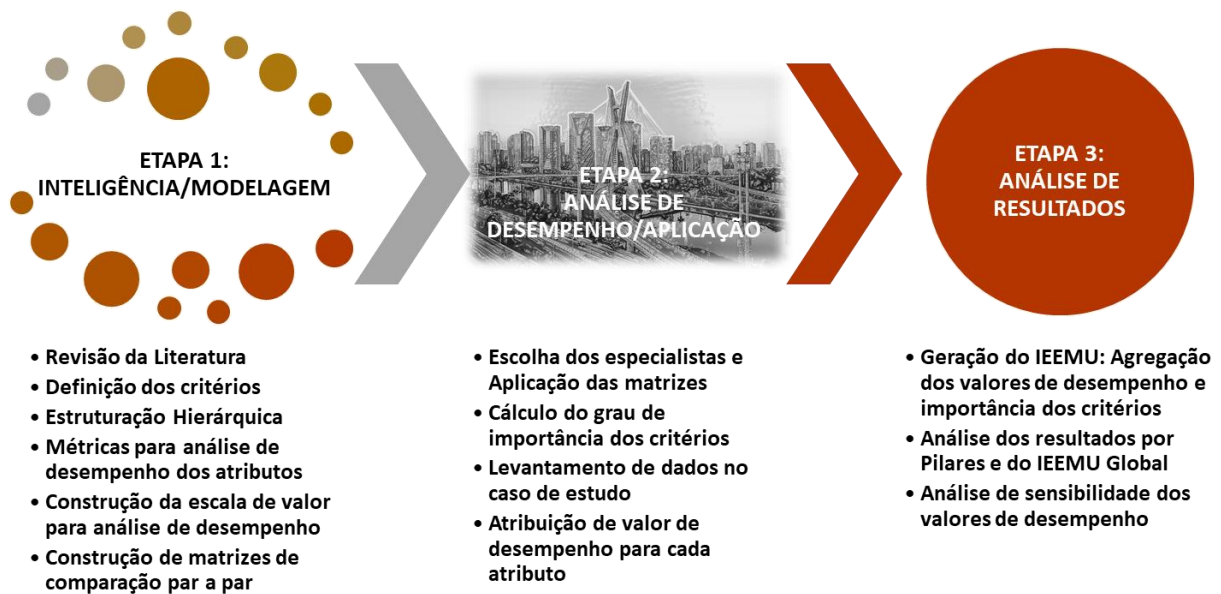 ETAPA 1:
INTELIGÊNCIA/MODELAGEM
• Revisão da Literatura
• Definição dos critérios
• Estruturação Hierárquica
• Métricas para análise de
desempenho dos atributos
• Construção da escala de valor
para análise de desempenho
• Construção de matrizes de
comparação par a par
ETAPA 2:
ANÁLISE DE
DESEMPENHO/APLICAÇÃO
• Escolha dos especialistas e
Aplicação das matrizes
• Cálculo do grau de
importância dos critérios
• Levantamento de dados no
caso de estudo
• Atribuição de valor de
desempenho para cada
atributo
ETAPA 3:
ANÁLISE DE
RESULTADOS
• Geração do IEEMU: Agregação
dos valores de desempenho e
importância dos critérios
• Análise dos resultados por
Pilares e do IEEMU Global
• Análise de sensibilidade dos
valores de desempenho